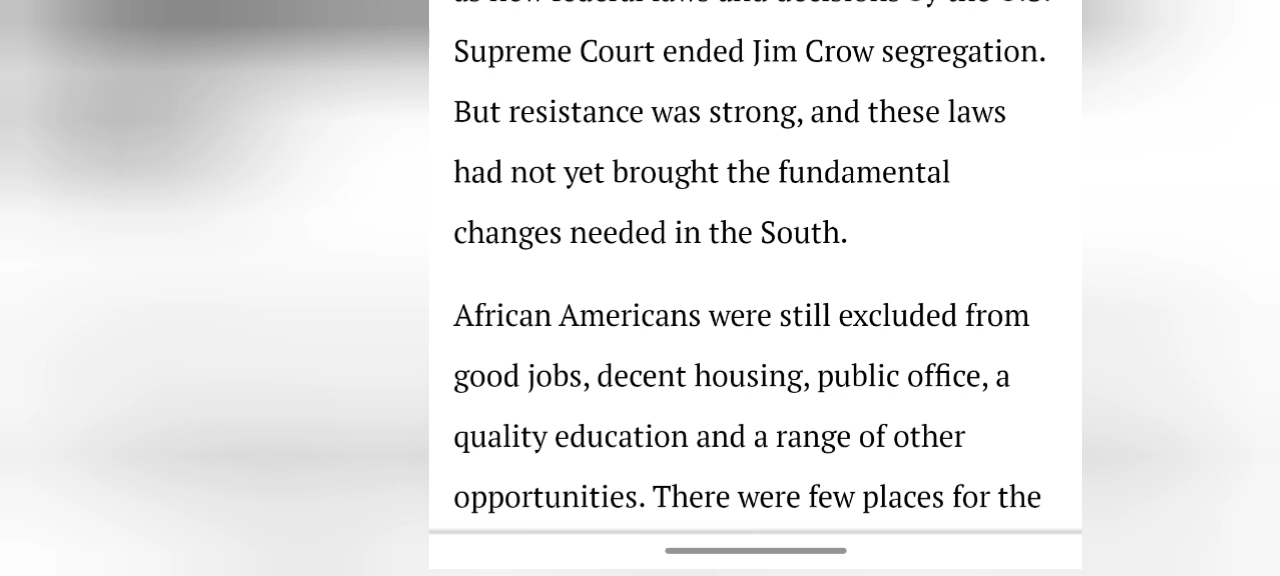 Supreme Court ended Jim Crow segregation.
But resistance was strong, and these laws
had not yet brought the fundamental
changes needed in the South.
African Americans were still excluded from
good jobs, decent housing, public office, a
quality education and a range of other
opportunities. There were few places for the